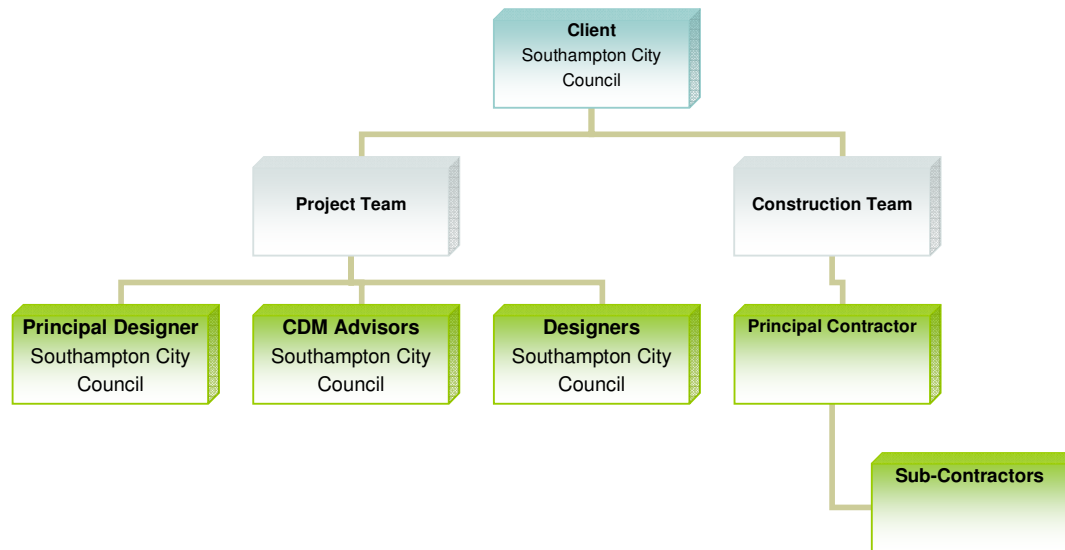 Client
Southampton City
Council
Project Team
Construction Team
Principal Designer
Southampton City
Council
CDM Advisors
Southampton City
Council
Designers
Southampton City
Council
Principal Contractor
Sub-Contractors